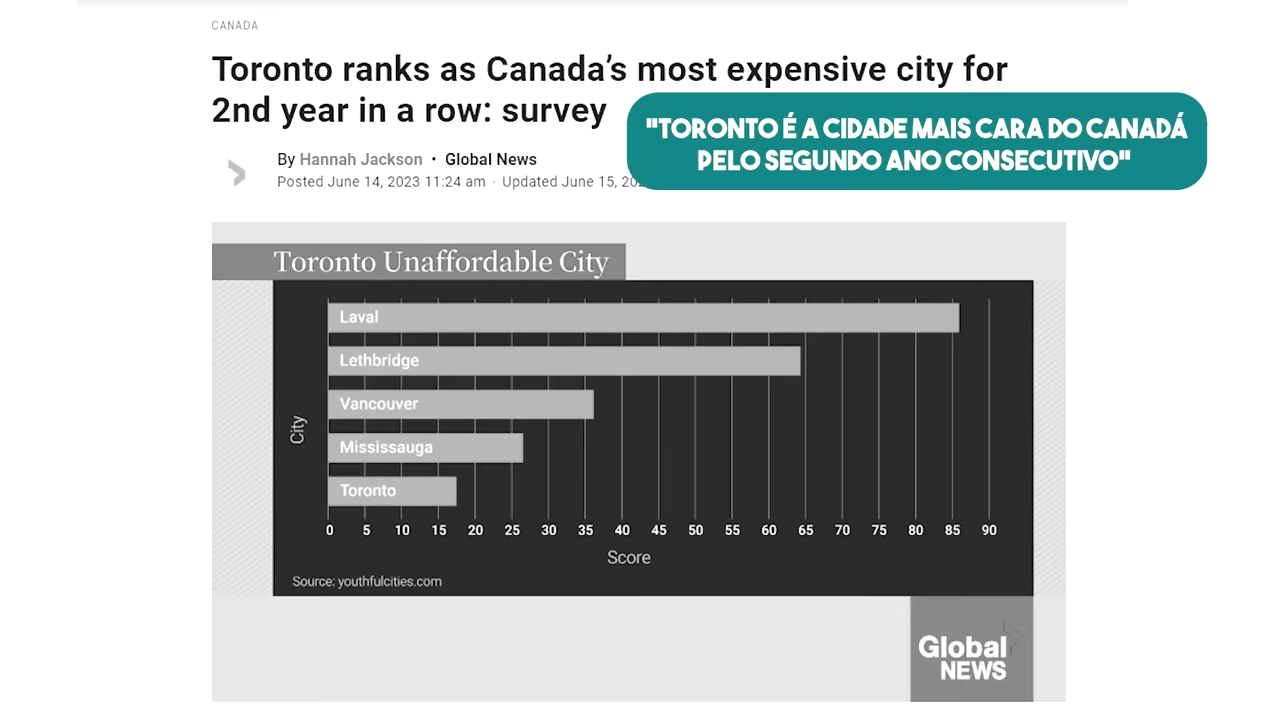 CANADA
Toronto ranks as Canada's most expensive city for
2nd year in a row: survey
"TORONTO É A CIDADE MAIS CARA DO CANADÁ
PELO SEGUNDO ANO CONSECUTIVO"
By Hannah Jackson • Global News
Posted June 14, 2023 11:24 am · Updated June 15,
Toronto Unaffordable City
Laval
Lethbridge
Vancouver
Mississauga
Toronto
City
0 5 10 15 20 25 30 35 40 45 50 55 60 65 70 75 80 85 90
Score
Source: youthfulcities.com
Global
NEWS